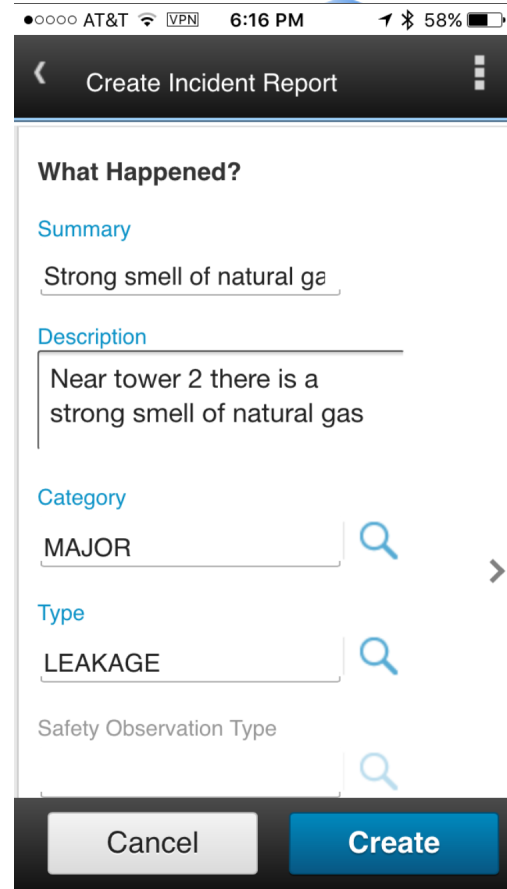 AT&T VPN 6:16 PM 58%
Create Incident Report
What Happened?
Summary
Strong smell of natural ga
Description
Near tower 2 there is a
strong smell of natural gas
Category
MAJOR
Type
LEAKAGE
Safety Observation Type
Cancel Create